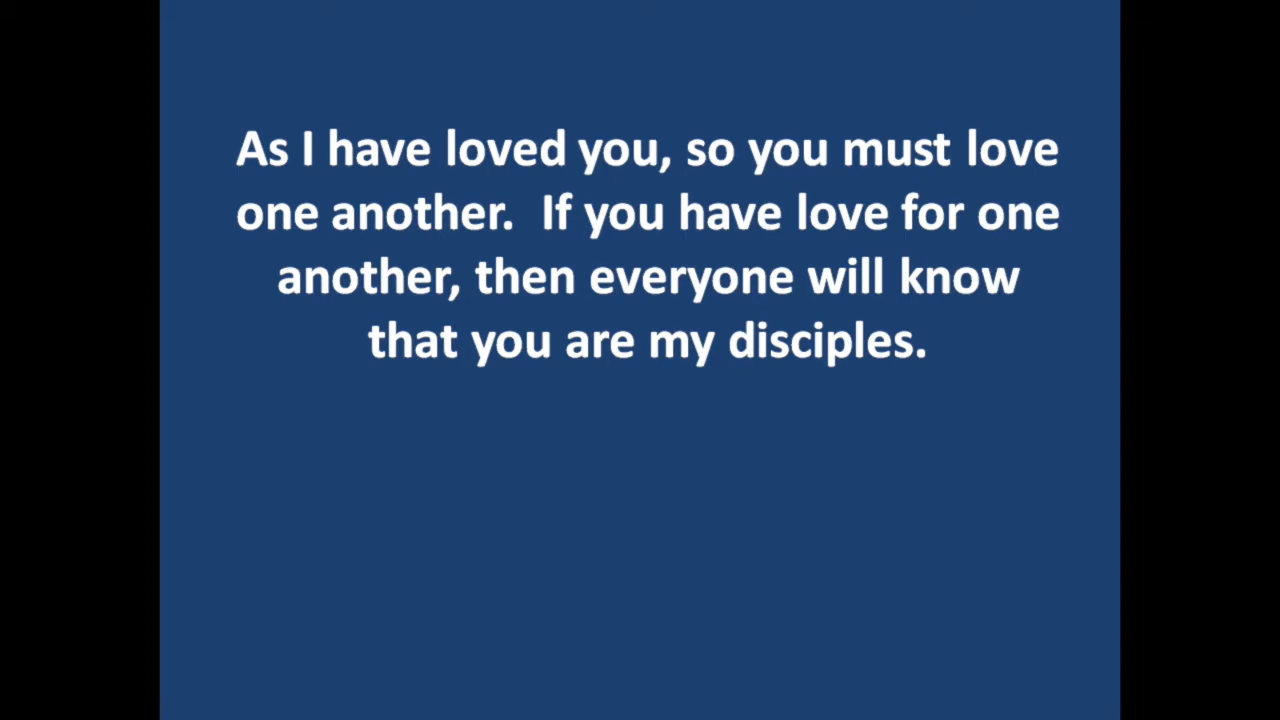 As I have loved you, so you must love
one another.  If you have love for one
another, then everyone will know
that you are my disciples.